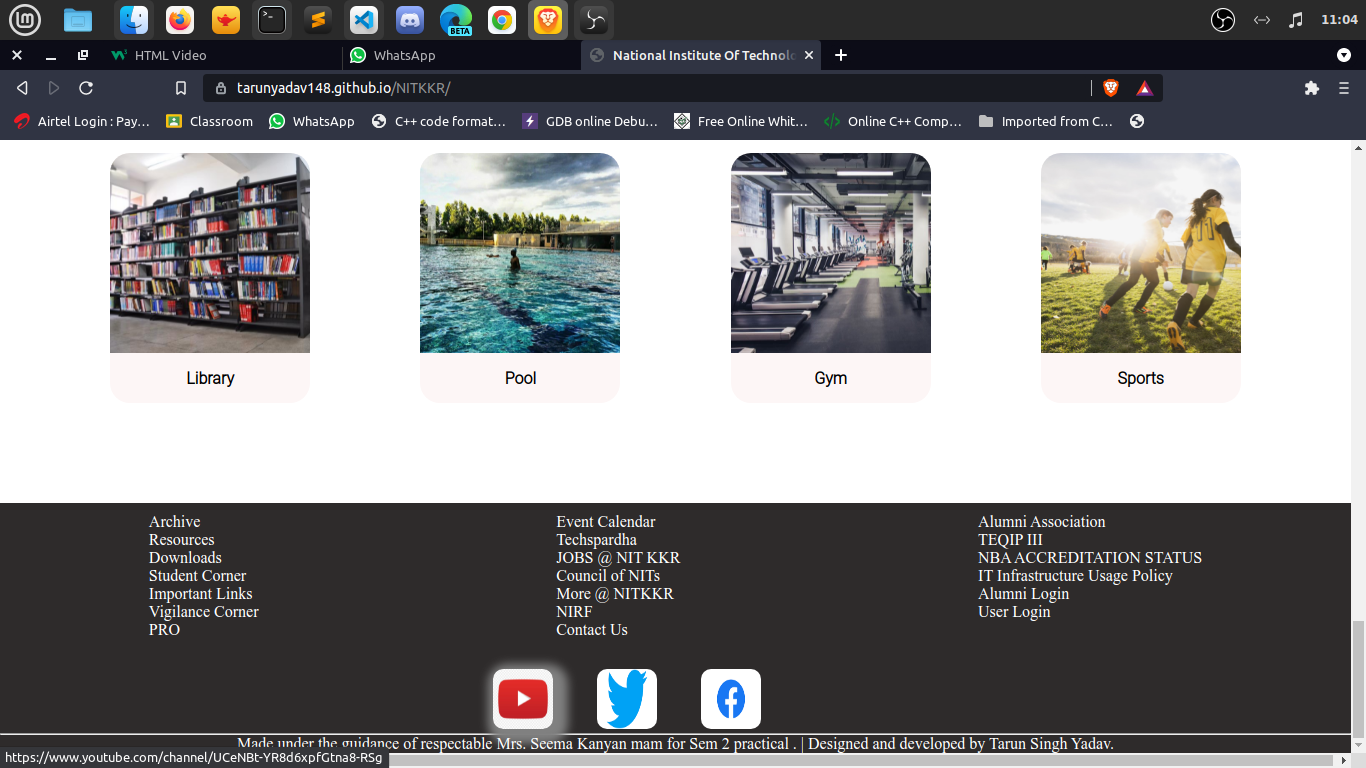 11:04
BETA
HTML Video
WhatsApp
National Institute Of Technolo
tarunyadav148.github.io/NITKKR/
Airtel Login : Pay… Classroom WhatsApp C++ code format… GDB online Debu… Free Online Whit… Online C++ Comp… Imported from C…
Library Pool Gym Sports
Archive
Resources
Downloads
Student Corner
Important Links
Vigilance Corner
PRO
Event Calendar
Techspardha
JOBS @ NIT KKR
Council of NITs
More @ NITKKR
NIRF
Contact Us
Alumni Association
TEQIP III
NBA ACCREDITATION STATUS
IT Infrastructure Usage Policy
Alumni Login
User Login
Made under the guidance of respectable Mrs. Seema Kanyan mam for Sem 2 practical . | Designed and developed by Tarun Singh Yadav.
https://www.youtube.com/channel/UCeNBt-YR8d6xpfGtna8-RSg